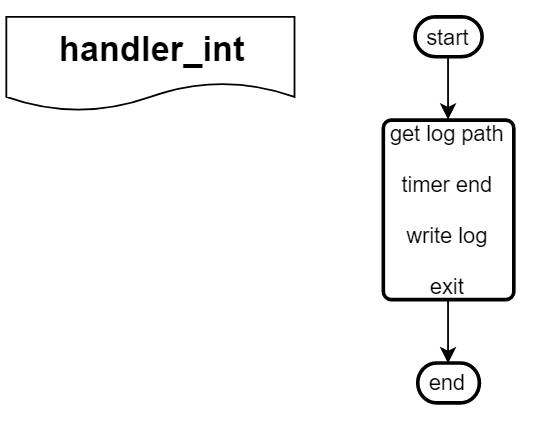 handler_int
start
get log path
timer end
write log
exit
end